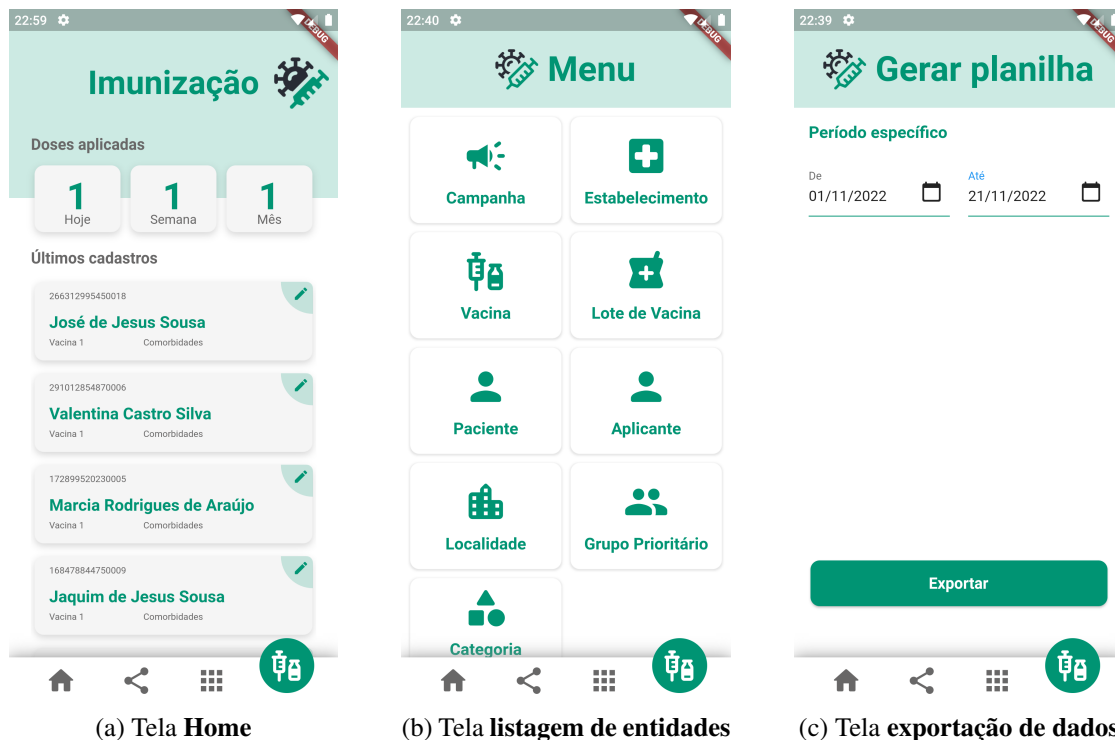 22:59
DEBUG
Imunização
Doses aplicadas
1
Hoje
1
Semana
1
Mês
Últimos cadastros
266312995450018
José de Jesus Sousa
Vacina 1 Comorbidades
291012854870006
Valentina Castro Silva
Vacina 1 Comorbidades
172899520230005
Marcia Rodrigues de Araújo
Vacina 1 Comorbidades
168478844750009
Jaquim de Jesus Sousa
Vacina 1 Comorbidades
(a) Tela Home
22:40
DEBUG
Menu
Campanha
Estabelecimento
Vacina
Lote de Vacina
Paciente
Aplicante
Localidade
Grupo Prioritário
Categoria
(b) Tela listagem de entidades
22:39
DEBUG
Gerar planilha
Período específico
De
01/11/2022
Até
21/11/2022
Exportar
(c) Tela exportação de dados